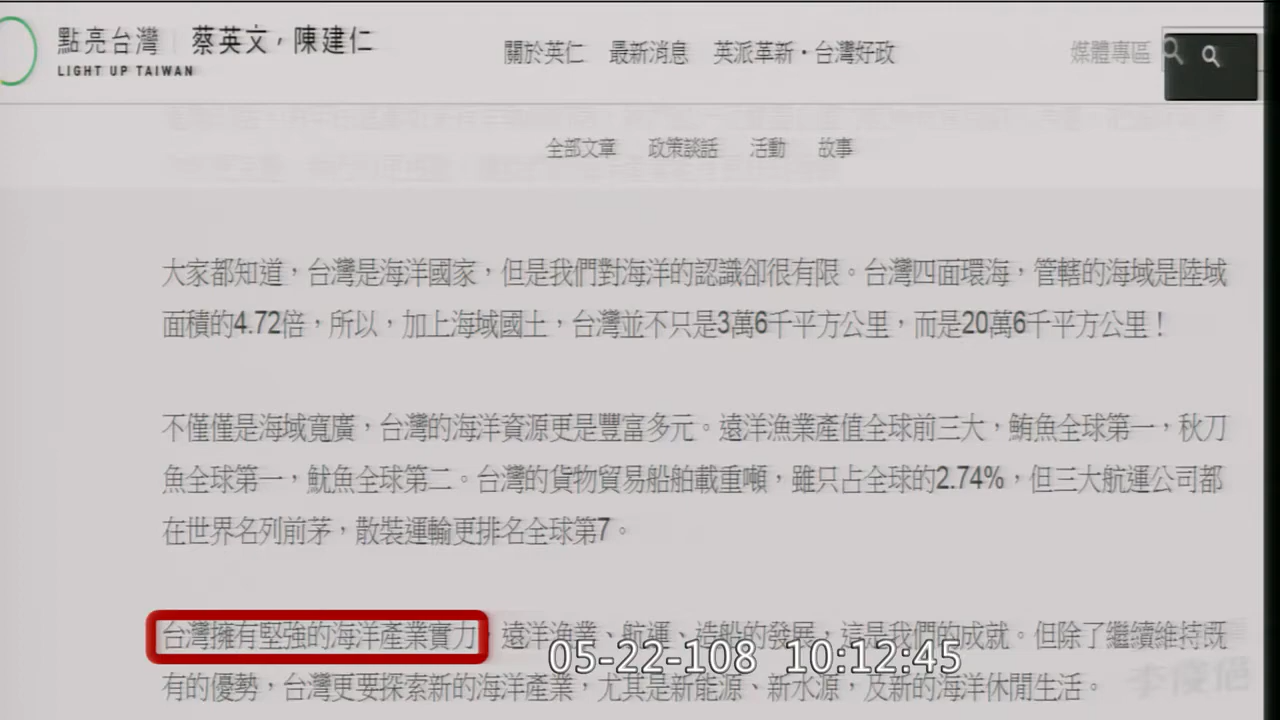 點亮台灣 | 蔡英文,陳建仁
LIGHT UP TAIWAN
關於英仁 最新消息 英派革新・台灣好政
媒體專區
全部文章 政策談話 活動 故事
大家都知道，台灣是海洋國家，但是我們對海洋的認識卻很有限。台灣四面環海，管轄的海域是陸域
面積的4.72倍，所以，加上海域國土，台灣並不只是3萬6千平方公里，而是20萬6千平方公里！
不僅僅是海域寬廣，台灣的海洋資源更是豐富多元。遠洋漁業產值全球前三大，鮪魚全球第一，秋刀
魚全球第一，魷魚全球第二。台灣的貨物貿易船舶載重噸，雖只占全球的2.74%，但三大航運公司都
在世界名列前茅，散裝運輸更排名全球第7。
台灣擁有堅強的海洋產業實力，遠洋漁業、航運、造船的發展，這是我們的成就。但除了繼續維持既
有的優勢，台灣更要探索新的海洋產業，尤其是新能源、新水源，及新的海洋休閒生活。
05-22-108 10:12:45